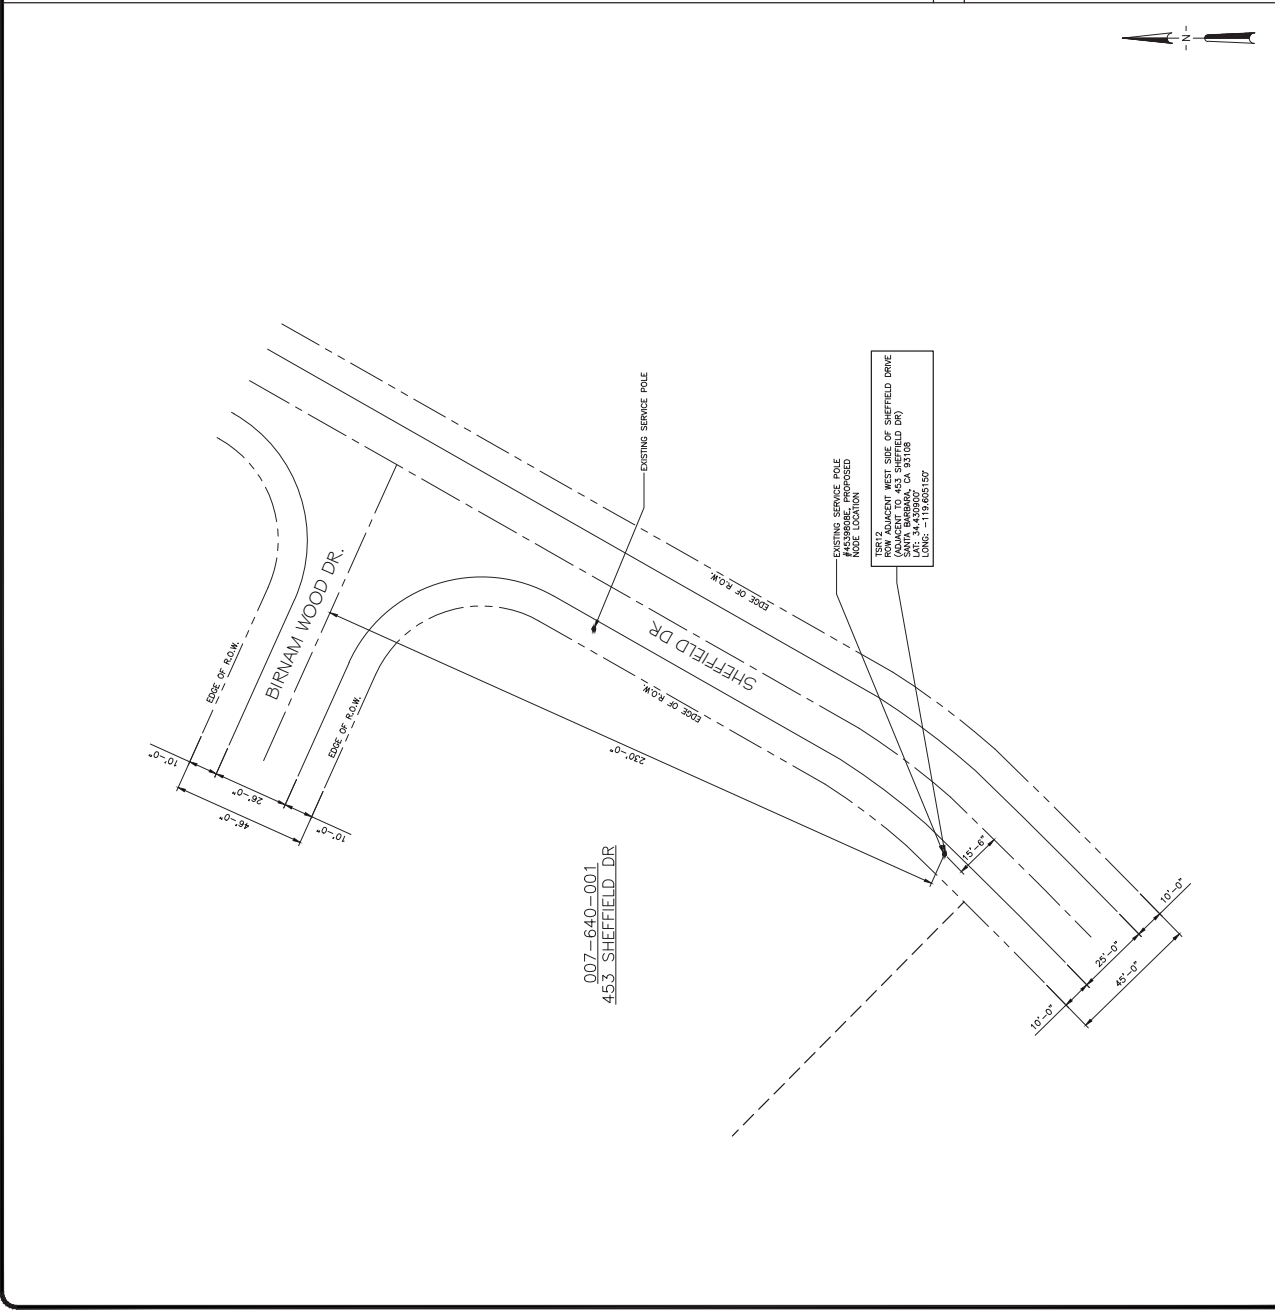 -N-
EXISTING SERVICE POLE
EXISTING SERVICE POLE
#4539808E, PROPOSED
NODE LOCATION
TSR12
ROW ADJACENT WEST SIDE OF SHEFFIELD DRIVE
(ADJACENT TO 453 SHEFFIELD DR)
SANTA BARBARA, CA 93108
LAT: 34.430900°
LONG: -119.605150°
EDGE OF R.O.W.
BIRNAM WOOD DR.
EDGE OF R.O.W.
EDGE OF R.O.W.
SHEFFIELD DR
EDGE OF R.O.W.
10'-0"
26'-0"
46'-0"
10'-0"
230'-0"
007-640-001
453 SHEFFIELD DR
15'-6"
10'-0"
25'-0"
45'-0"
10'-0"